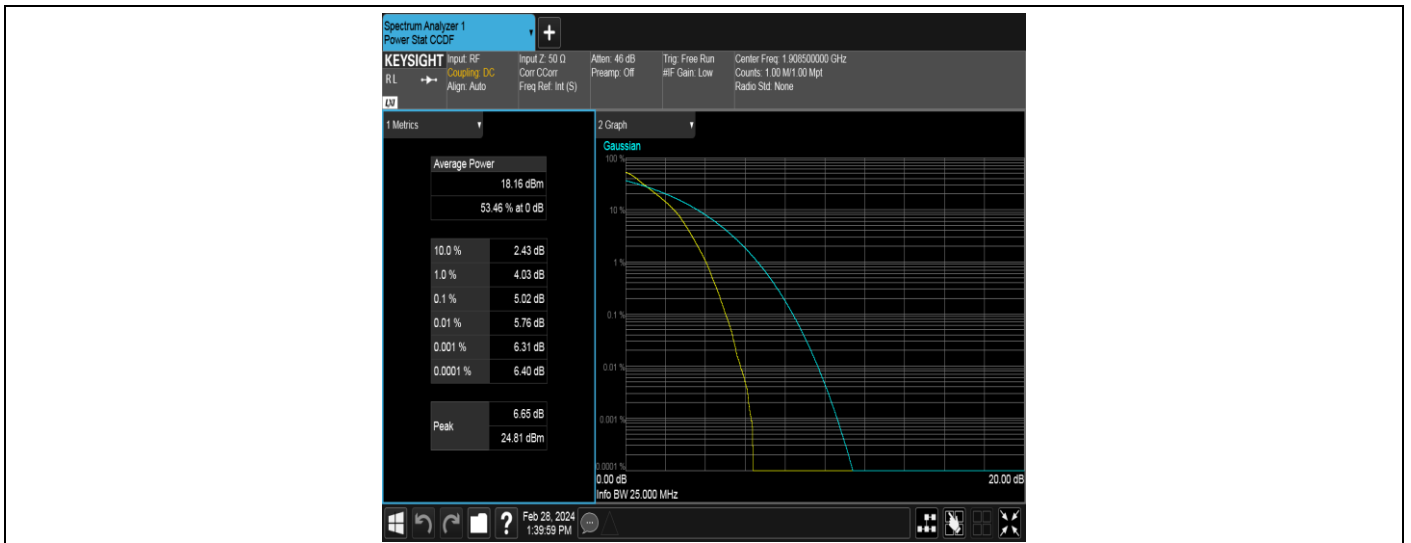 Spectrum Analyzer 1
Power Stat CCDF
+
KEYSIGHT
RL
LXI
Input: RF
Coupling: DC
Align: Auto
Input Z: 50 Ω
Corr CCorr
Freq Ref: Int (S)
Atten: 46 dB
Preamp: Off
Trig: Free Run
#IF Gain: Low
Center Freq: 1.908500000 GHz
Counts: 1.00 M/1.00 Mpt
Radio Std: None
1 Metrics
Average Power
18.16 dBm
53.46 % at 0 dB
10.0 % 2.43 dB
1.0 % 4.03 dB
0.1 % 5.02 dB
0.01 % 5.76 dB
0.001 % 6.31 dB
0.0001 % 6.40 dB
Peak
6.65 dB
24.81 dBm
2 Graph
Gaussian
100 %
10 %
1 %
0.1 %
0.01 %
0.001 %
0.0001 %
0.00 dB 20.00 dB
Info BW 25.000 MHz
?
Feb 28, 2024
1:39:59 PM